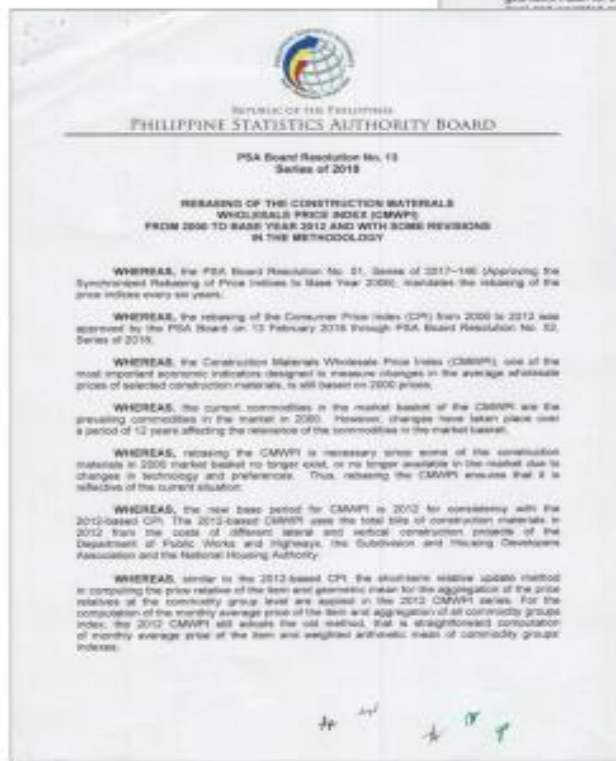 REPUBLIC OF THE PHILIPPINES
PHILIPPINE STATISTICS AUTHORITY BOARD
PSA Board Resolution No. 13
Series of 2018
REBASING OF THE CONSTRUCTION MATERIALS
WHOLESALE PRICE INDEX (CMWPI)
FROM 2000 TO BASE YEAR 2012 AND WITH SOME REVISIONS
IN THE METHODOLOGY
WHEREAS, the PSA Board Resolution No. 01, Series of 2017-146 (Approving the
Synchronized Rebasing of Price Indices to Base Year 2006), mandates the rebasing of the
price indices every six years;
WHEREAS, the rebasing of the Consumer Price Index (CPI) from 2006 to 2012 was
approved by the PSA Board on 13 February 2018 through PSA Board Resolution No. 02,
Series of 2018;
WHEREAS, the Construction Materials Wholesale Price Index (CMWPI), one of the
most important economic indicators designed to measure changes in the average wholesale
prices of selected construction materials, is still based on 2000 prices;
WHEREAS, the current commodities in the market basket of the CMWPI are the
prevailing commodities in the market in 2000. However, changes have taken place over
a period of 12 years affecting the relevance of the commodities in the market basket;
WHEREAS, rebasing the CMWPI is necessary since some of the construction
materials in 2000 market basket no longer exist, or no longer available in the market due to
changes in technology and preferences. Thus, rebasing the CMWPI ensures that it is
reflective of the current situation;
WHEREAS, the new base period for CMWPI is 2012 for consistency with the
2012-based CPI. The 2012-based CMWPI uses the total bills of construction materials in
2012 from the costs of different lateral and vertical construction projects of the
Department of Public Works and Highways, the Subdivision and Housing Developers
Association and the National Housing Authority;
WHEREAS, similar to the 2012-based CPI, the short-term relative update method
in computing the price relative of the item and geometric mean for the aggregation of the price
relatives at the commodity group level are applied in the 2012 CMWPI series. For the
computation of the monthly average price of the item and aggregation of all commodity groups
index, the 2012 CMWPI still adopts the old method, that is straightforward computation
of monthly average price of the item and weighted arithmetic mean of commodity groups'
indexes;